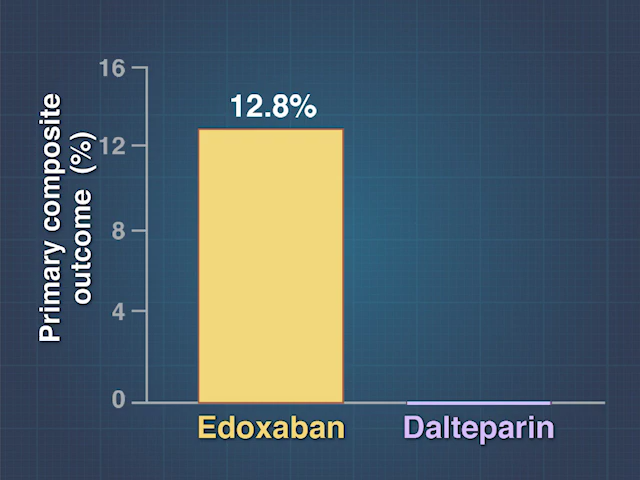 Primary composite
outcome (%)
16
12
8
4
0
12.8%
Edoxaban
Dalteparin